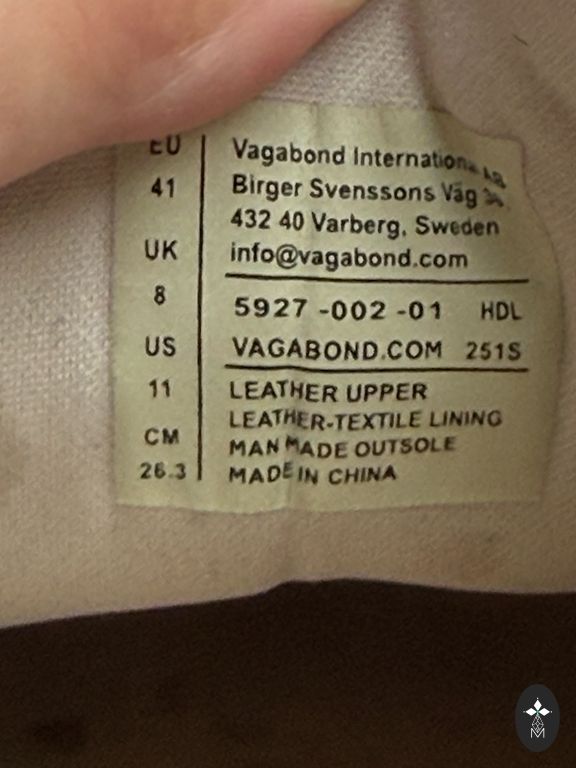 EU
41
UK
8
US
11
CM
26.3
Vagabond International AB
Birger Svenssons Väg
432 40 Varberg, Sweden
info@vagabond.com
5927 -002 -01 HDL
VAGABOND.COM 251S
LEATHER UPPER
LEATHER-TEXTILE LINING
MAN MADE OUTSOLE
MADE IN CHINA
M